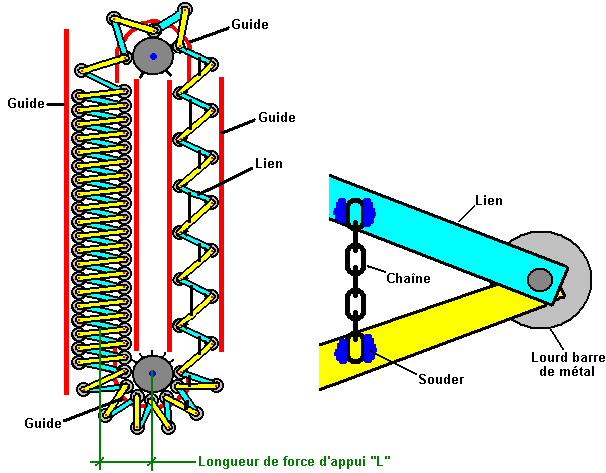 Guide
Guide
Guide
Lien
Guide
Longueur de force d'appui "L"
Lien
Chaîne
Souder
Lourd barre
de métal